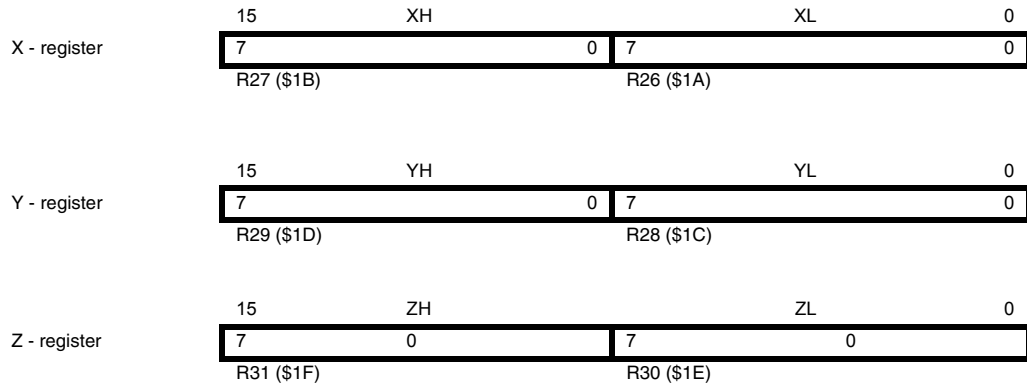 15 XH XL 0
X - register 7 0 7 0
R27 ($1B) R26 ($1A)
15 YH YL 0
Y - register 7 0 7 0
R29 ($1D) R28 ($1C)
15 ZH ZL 0
Z - register 7 0 7 0
R31 ($1F) R30 ($1E)